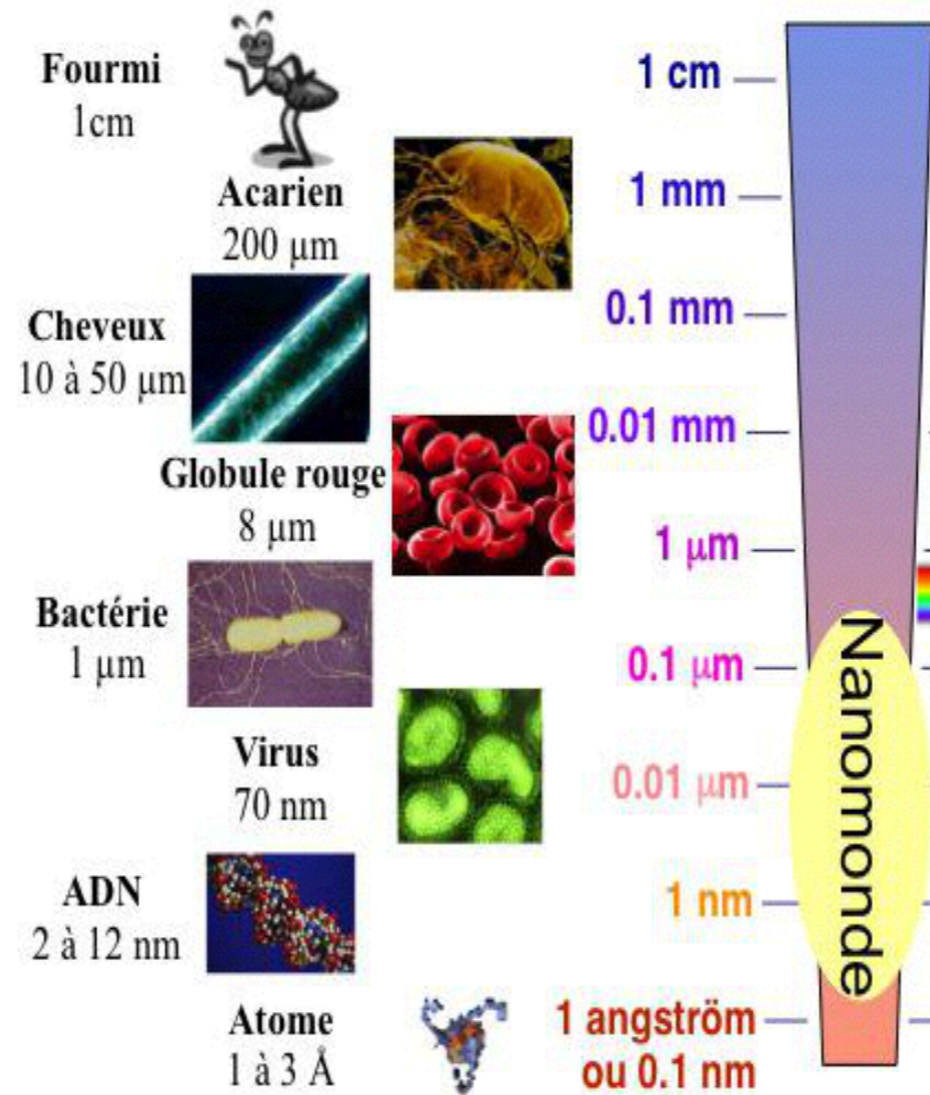 Fourmi
1cm
Acarien
200 μm
Cheveux
10 à 50 μm
Globule rouge
8 μm
Bactérie
1 μm
Virus
70 nm
ADN
2 à 12 nm
Atome
1 à 3 Å
1 cm
1 mm
0.1 mm
0.01 mm
1 μm
0.1 μm
0.01 μm
1 nm
1 angström
ou 0.1 nm
Nanomonde